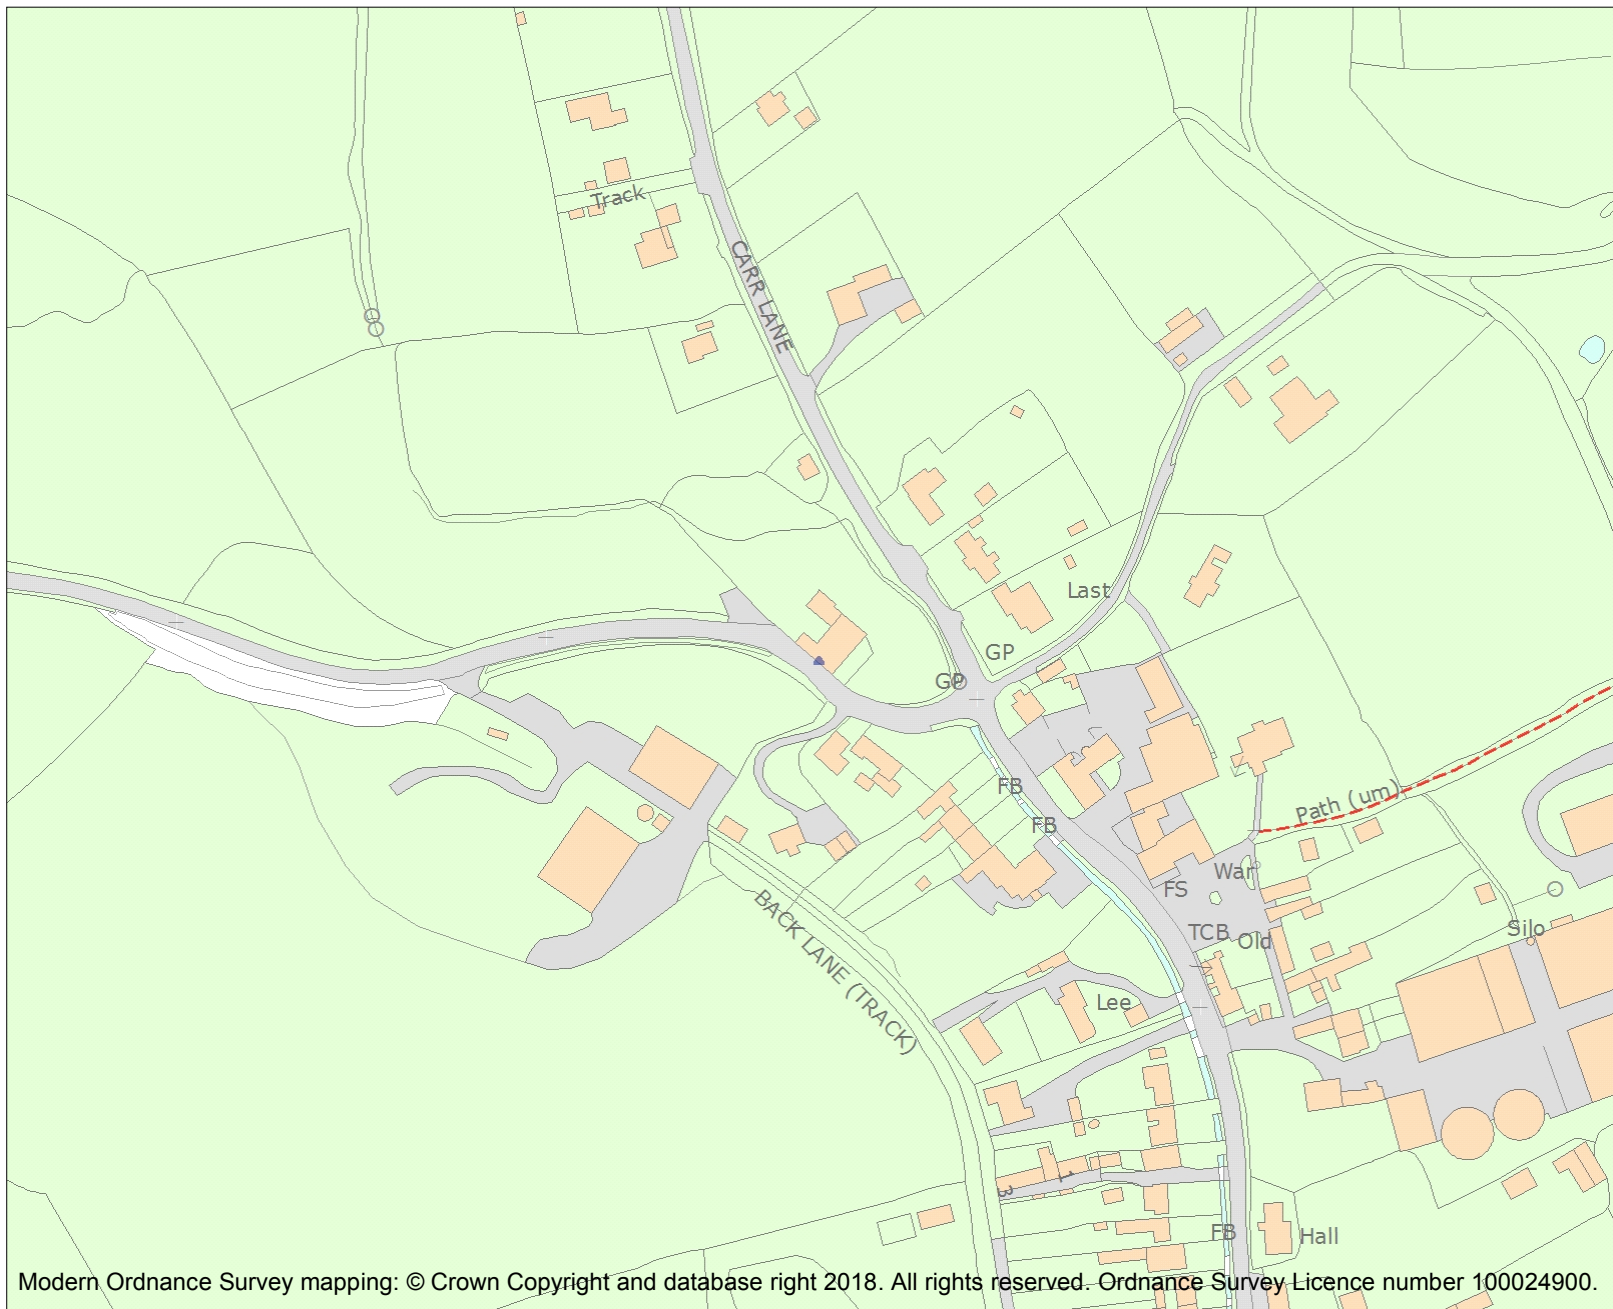 Track
CARR LANE
Last
GP
GP
FB
FB
Path (um)
War
FS
TCB
Old
Silo
BACK LANE (TRACK)
Lee
1
3
FB
Hall
Modern Ordnance Survey mapping: © Crown Copyright and database right 2018. All rights reserved. Ordnance Survey Licence number 100024900.